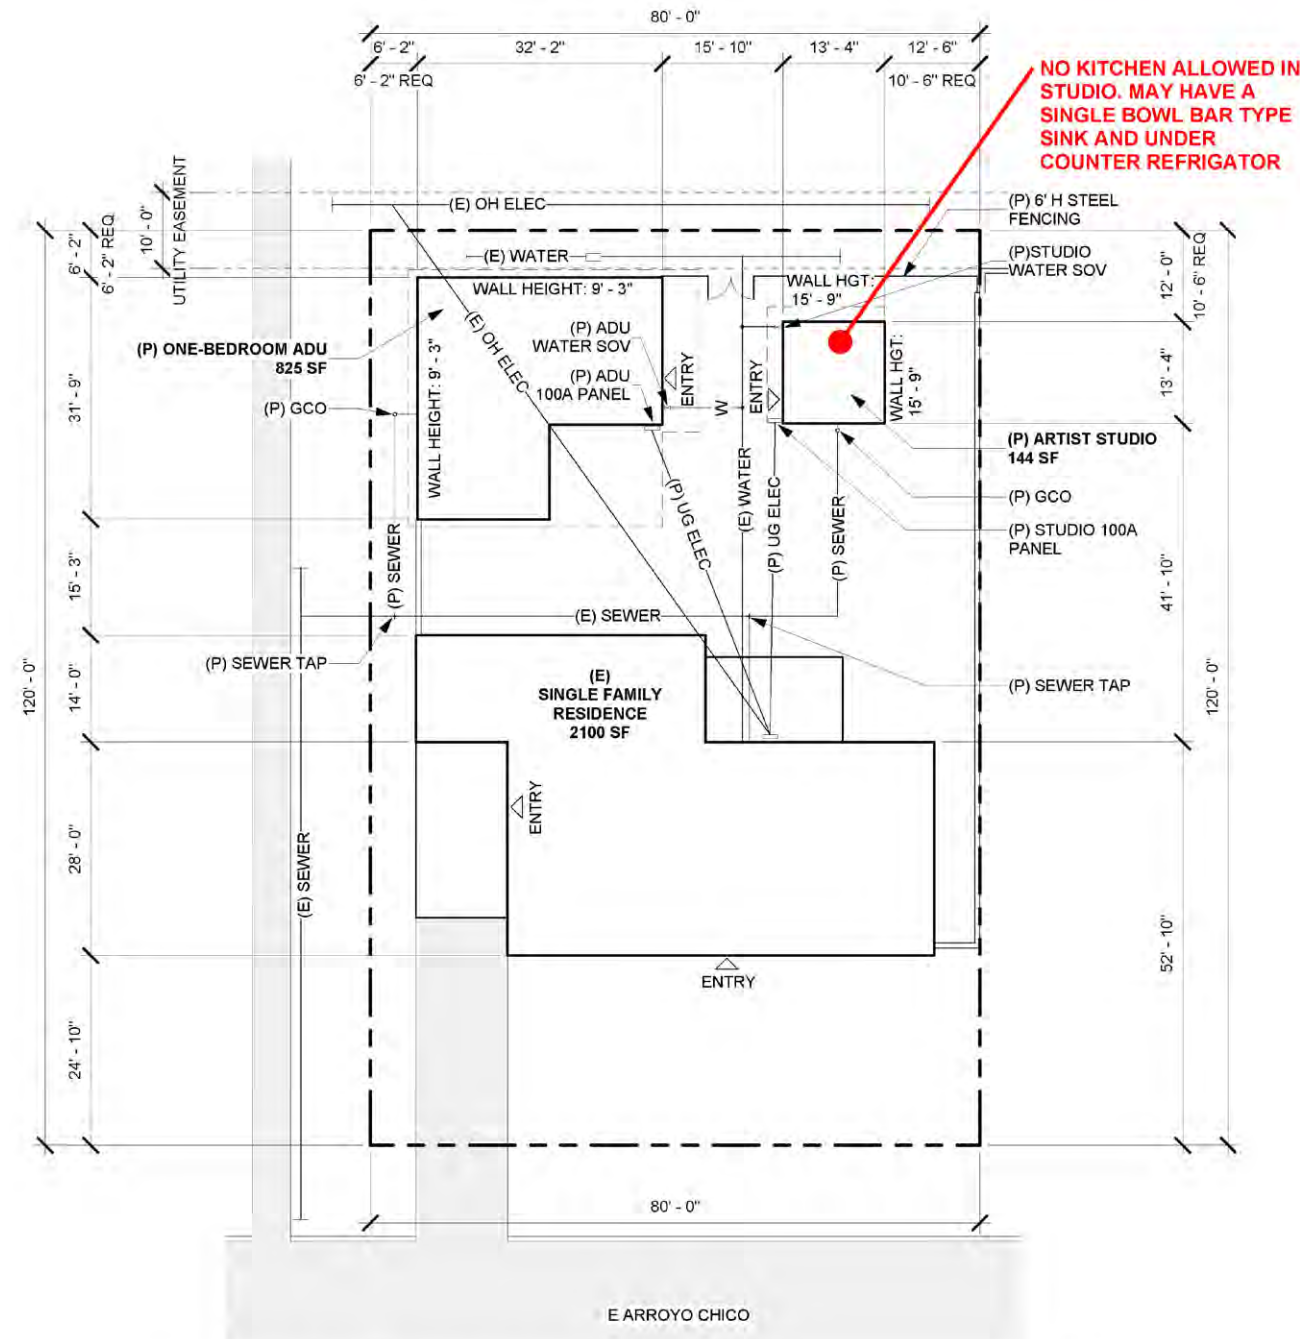 80' - 0"
6' - 2"
32' - 2"
15' - 10"
13' - 4"
12' - 6"
6' - 2" REQ
10' - 6" REQ
NO KITCHEN ALLOWED IN
STUDIO. MAY HAVE A
SINGLE BOWL BAR TYPE
SINK AND UNDER
COUNTER REFRIGATOR
UTILITY EASEMENT
10' - 0"
6' - 2" REQ
6' - 2"
(E) OH ELEC
(P) 6' H STEEL
FENCING
(E) WATER
(P)STUDIO
WATER SOV
WALL HEIGHT: 9' - 3"
WALL HGT:
15' - 9"
12' - 0"
10' - 6" REQ
(P) ONE-BEDROOM ADU
825 SF
(E) OH ELEC
(P) ADU
WATER SOV
(P) ADU
100A PANEL
ENTRY
ENTRY
WALL HGT:
15' - 9"
13' - 4"
31' - 9"
(P) GCO
WALL HEIGHT: 9' - 3"
W
(P) ARTIST STUDIO
144 SF
(P) GCO
(P) STUDIO 100A
PANEL
(P) UG ELEC
(E) WATER
(P) UG ELEC
(P) SEWER
(P) SEWER
15' - 3"
41' - 10"
(E) SEWER
(P) SEWER TAP
(P) SEWER TAP
120' - 0"
14' - 0"
(E)
SINGLE FAMILY
RESIDENCE
2100 SF
120' - 0"
ENTRY
28' - 0"
(E) SEWER
52' - 10"
ENTRY
24' - 10"
80' - 0"
E ARROYO CHICO